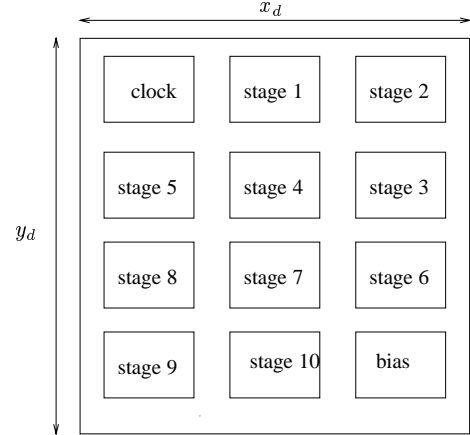 x_d
clock
stage 1
stage 2
stage 5
stage 4
stage 3
y_d
stage 8
stage 7
stage 6
stage 9
stage 10
bias